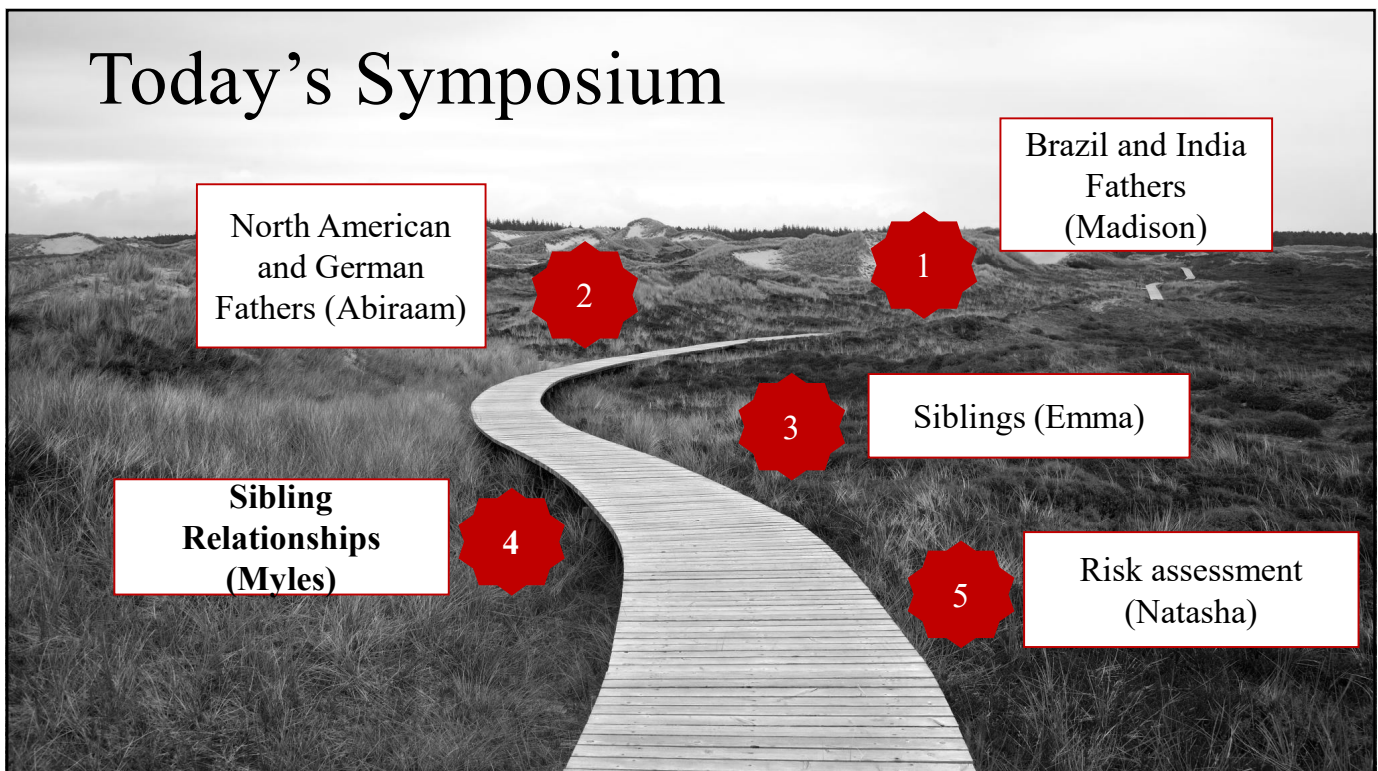 Today’s Symposium
Brazil and India
Fathers
(Madison)
1
North American
and German
Fathers (Abiraam)
2
3
Siblings (Emma)
Sibling
Relationships
(Myles)
4
5
Risk assessment
(Natasha)